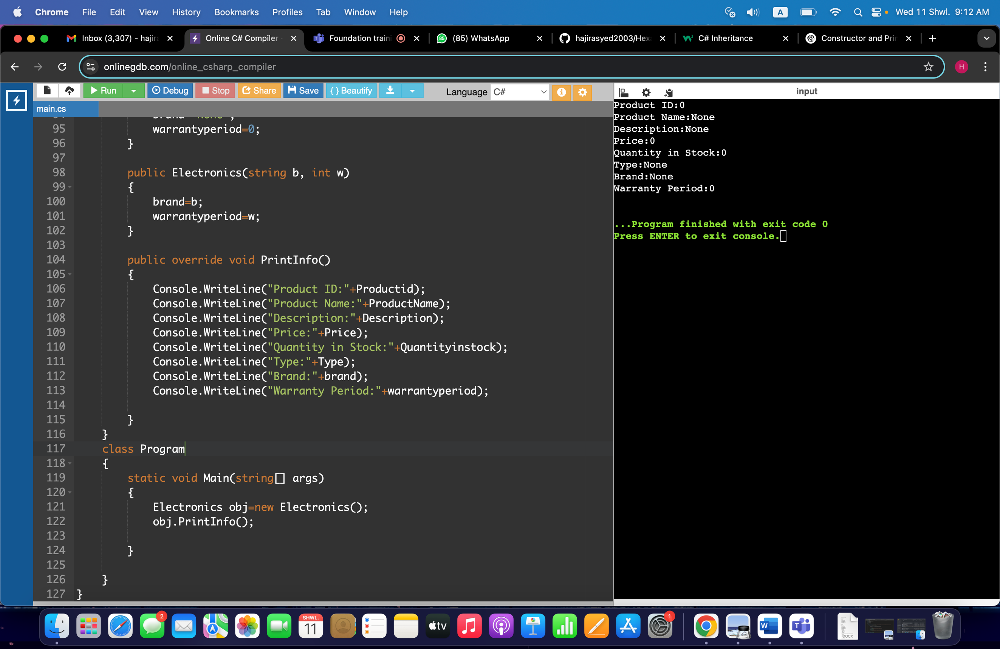 Chrome File Edit View History Bookmarks Profiles Tab Window Help A Wed 11 Shwl. 9:12 AM
Inbox (3,307) - hajira Online C# Compiler - Foundation traini 85 (85) WhatsApp hajirasyed2003/Hexa C# Inheritance Constructor and Prin
onlinegdb.com/online_csharp_compiler H
Run Debug Stop Share Save { } Beautify Language C# input
main.cs
95 warrantyperiod=0;
96 }
97
98 public Electronics(string b, int w)
99 {
100 brand=b;
101 warrantyperiod=w;
102 }
103
104 public override void PrintInfo()
105 {
106 Console.WriteLine("Product ID:"+Productid);
107 Console.WriteLine("Product Name:"+ProductName);
108 Console.WriteLine("Description:"+Description);
109 Console.WriteLine("Price:"+Price);
110 Console.WriteLine("Quantity in Stock:"+Quantityinstock);
111 Console.WriteLine("Type:"+Type);
112 Console.WriteLine("Brand:"+brand);
113 Console.WriteLine("Warranty Period:"+warrantyperiod);
114
115 }
116 }
117 class Program
118 {
119 static void Main(string[] args)
120 {
121 Electronics obj=new Electronics();
122 obj.PrintInfo();
123
124 }
125
126 }
127 }
Product ID:0
Product Name:None
Description:None
Price:0
Quantity in Stock:0
Type:None
Brand:None
Warranty Period:0
...Program finished with exit code 0
Press ENTER to exit console.
2 SHWL. 11 tv 1 W T DOCX